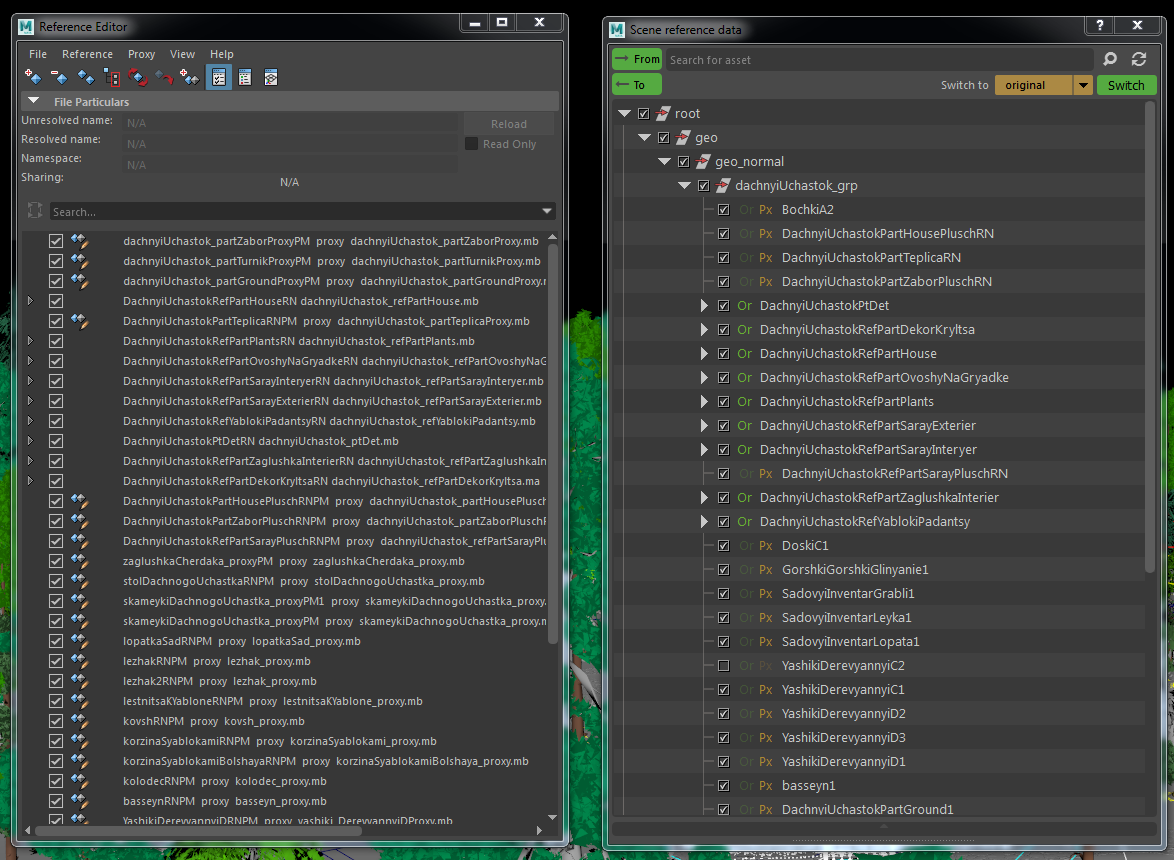 Reference Editor
File Reference Proxy View Help
File Particulars
Unresolved name: N/A Reload
Resolved name: N/A Read Only
Namespace: N/A
Sharing: N/A
Search...
dachnyiUchastok_partZaborProxyPM proxy dachnyiUchastok_partZaborProxy.mb
dachnyiUchastok_partTurnikProxyPM proxy dachnyiUchastok_partTurnikProxy.mb
dachnyiUchastok_partGroundProxyPM proxy dachnyiUchastok_partGroundProxy.r
DachnyiUchastokRefPartHouseRN dachnyiUchastok_refPartHouse.mb
DachnyiUchastokPartTeplicaRNPM proxy dachnyiUchastok_partTeplicaProxy.mb
DachnyiUchastokRefPartPlantsRN dachnyiUchastok_refPartPlants.mb
DachnyiUchastokRefPartOvoshyNaGryadkeRN dachnyiUchastok_refPartOvoshyNaG
DachnyiUchastokRefPartSarayInteryerRN dachnyiUchastok_refPartSarayInteryer.mb
DachnyiUchastokRefPartSarayExterierRN dachnyiUchastok_refPartSarayExterier.mb
DachnyiUchastokRefYablokiPadantsyRN dachnyiUchastok_refYablokiPadantsy.mb
DachnyiUchastokPtDetRN dachnyiUchastok_ptDet.mb
DachnyiUchastokRefPartZaglushkaInterierRN dachnyiUchastok_refPartZaglushkaIn
DachnyiUchastokRefPartDekorKryltsaRN dachnyiUchastok_refPartDekorKryltsa.ma
DachnyiUchastokPartHousePluschRNPM proxy dachnyiUchastok_partHousePlusch
DachnyiUchastokPartZaborPluschRNPM proxy dachnyiUchastok_partZaborPluschF
DachnyiUchastokPartSarayPluschRNPM proxy dachnyiUchastok_refPartSarayPlu
zaglushkaCherdaka_proxyPM proxy zaglushkaCherdaka_proxy.mb
stolDachnogoUchastkaRNPM proxy stolDachnogoUchastka_proxy.mb
skameykiDachnogoUchastka_proxyPM1 proxy skameykiDachnogoUchastka_proxy.
skameykiDachnogoUchastka_proxyPM proxy skameykiDachnogoUchastka_proxy.m
lopatkaSadRNPM proxy lopatkaSad_proxy.mb
lezhakRNPM proxy lezhak_proxy.mb
lezhak2RNPM proxy lezhak_proxy.mb
lestnitsaKYabloneRNPM proxy lestnitsaKYablone_proxy.mb
kovshRNPM proxy kovsh_proxy.mb
korzinaSyablokamiRNPM proxy korzinaSyablokami_proxy.mb
korzinaSyablokamiBolshayaRNPM proxy korzinaSyablokamiBolshaya_proxy.mb
kolodecRNPM proxy kolodec_proxy.mb
basseynRNPM proxy basseyn_proxy.mb
YashikiDerevyannyiDRNPM proxy yashiki_DerevyannyiDProxy.mb
Scene reference data
From Search for asset
To Switch to original Switch
root
geo
geo_normal
dachnyiUchastok_grp
Or Px BochkiA2
Or Px DachnyiUchastokPartHousePluschRN
Or Px DachnyiUchastokPartTeplicaRN
Or Px DachnyiUchastokPartZaborPluschRN
Or DachnyiUchastokPtDet
Or DachnyiUchastokRefPartDekorKryltsa
Or DachnyiUchastokRefPartHouse
Or DachnyiUchastokRefPartOvoshyNaGryadke
Or DachnyiUchastokRefPartPlants
Or DachnyiUchastokRefPartSarayExterier
Or DachnyiUchastokRefPartSarayInteryer
Or Px DachnyiUchastokRefPartSarayPluschRN
Or DachnyiUchastokRefPartZaglushkaInterier
Or DachnyiUchastokRefYablokiPadantsy
Or Px DoskiC1
Or Px GorshkiGorshkiGlinyanie1
Or Px SadovyiInventarGrabli1
Or Px SadovyiInventarLeyka1
Or Px SadovyiInventarLopata1
Or Px YashikiDerevyannyiC2
Or Px YashikiDerevyannyiC1
Or Px YashikiDerevyannyiD2
Or Px YashikiDerevyannyiD3
Or Px YashikiDerevyannyiD1
Or Px basseyn1
Or Px DachnyiUchastokPartGround1